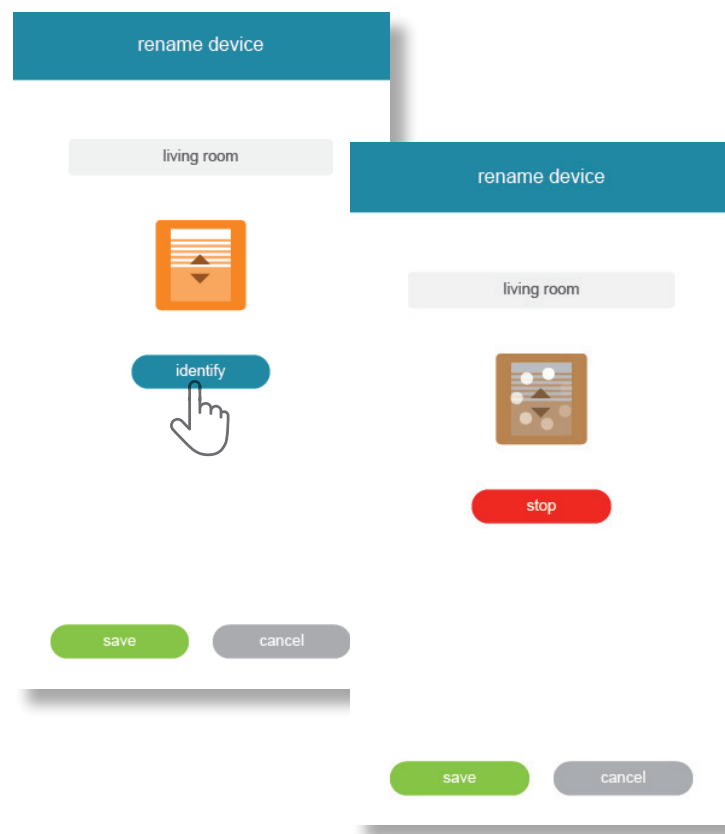 rename device
living room
identify
save
cancel
rename device
living room
stop
save
cancel